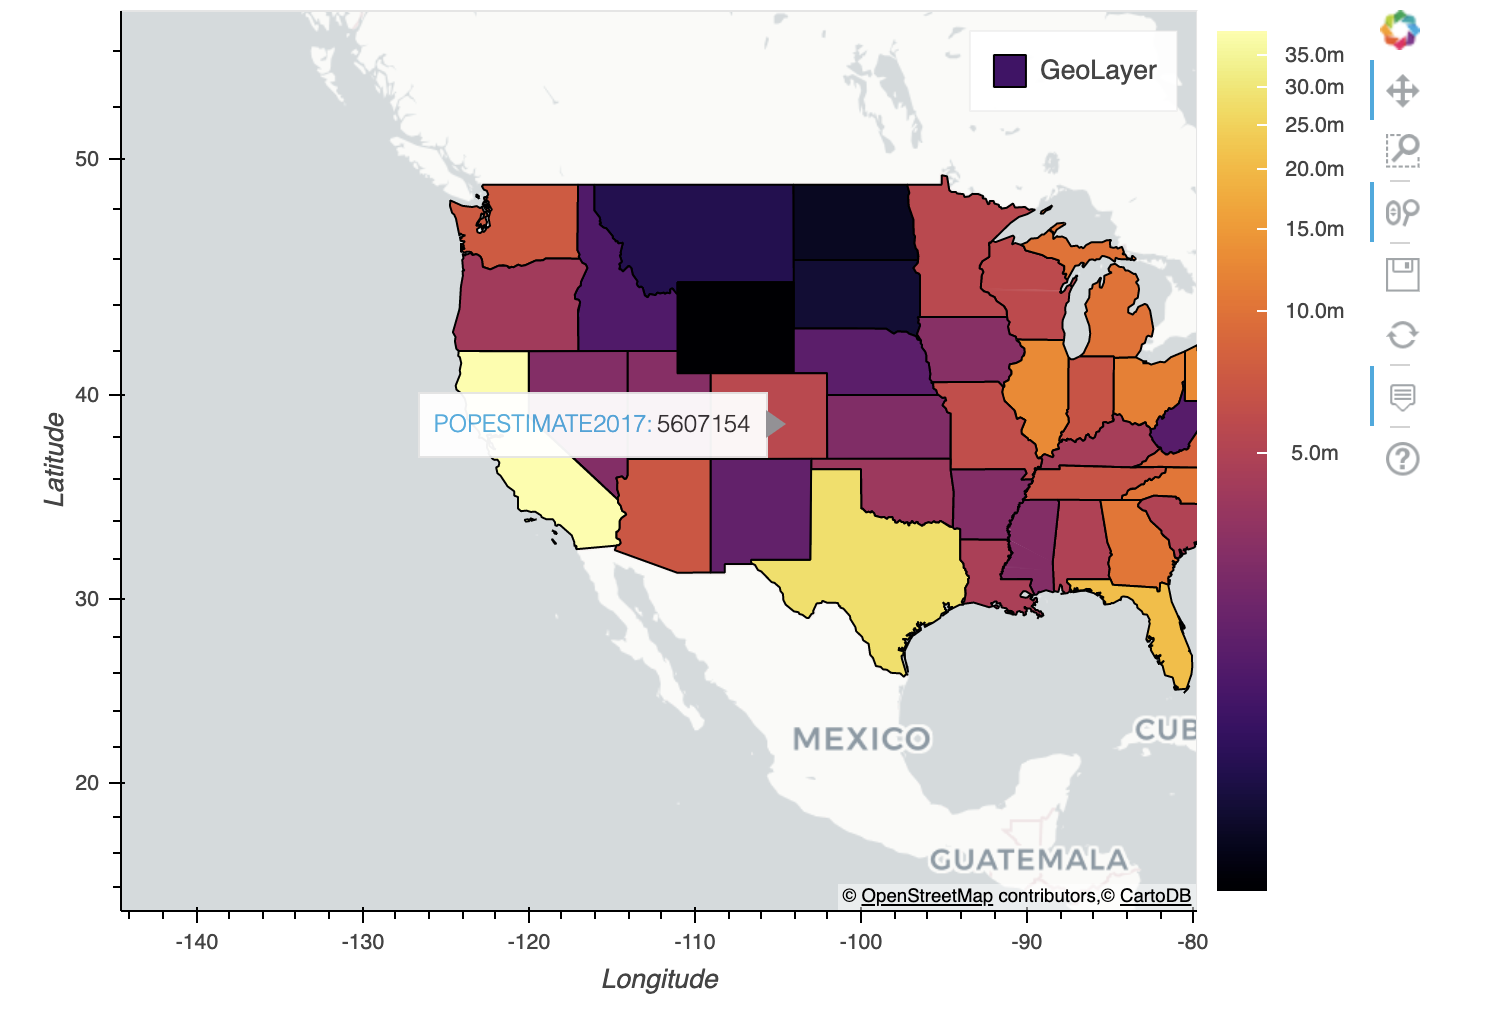 GeoLayer
35.0m
30.0m
25.0m
20.0m
15.0m
10.0m
5.0m
50
40
30
20
Latitude
POPESTIMATE2017: 5607154
MEXICO
CUB
GUATEMALA
© OpenStreetMap contributors,© CartoDB
-140
-130
-120
-110
-100
-90
-80
Longitude
?